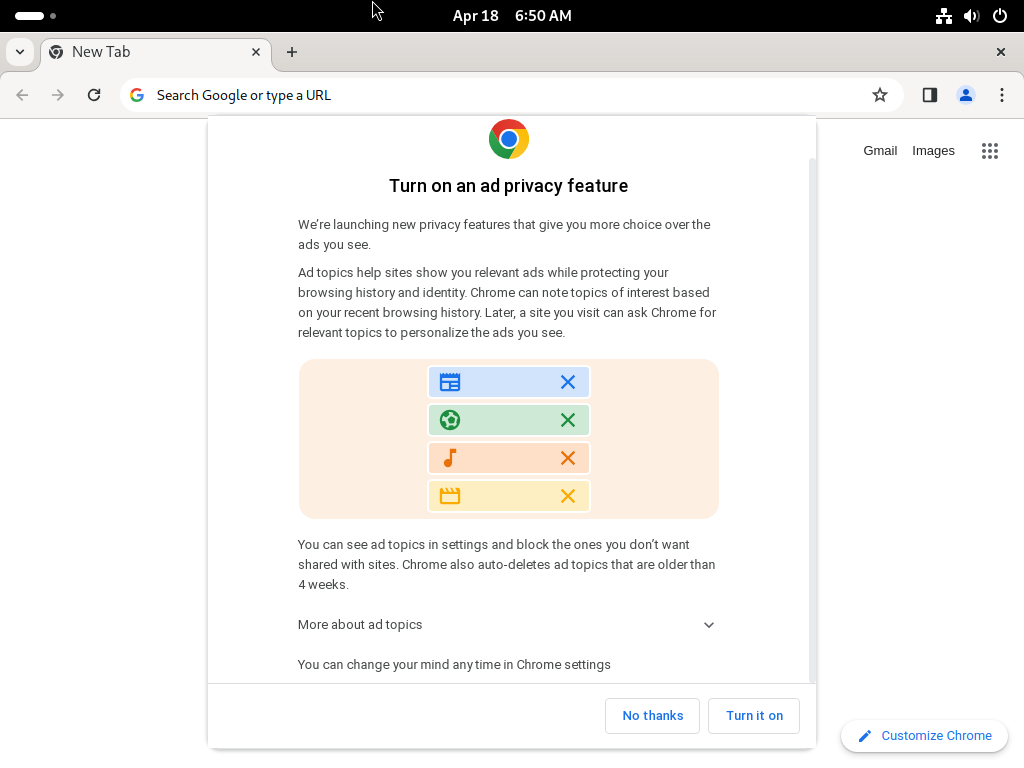 Apr 18 6:50 AM
New Tab
Search Google or type a URL
Gmail Images
Turn on an ad privacy feature
We’re launching new privacy features that give you more choice over the
ads you see.
Ad topics help sites show you relevant ads while protecting your
browsing history and identity. Chrome can note topics of interest based
on your recent browsing history. Later, a site you visit can ask Chrome for
relevant topics to personalize the ads you see.
You can see ad topics in settings and block the ones you don’t want
shared with sites. Chrome also auto-deletes ad topics that are older than
4 weeks.
More about ad topics
You can change your mind any time in Chrome settings
No thanks Turn it on
Customize Chrome